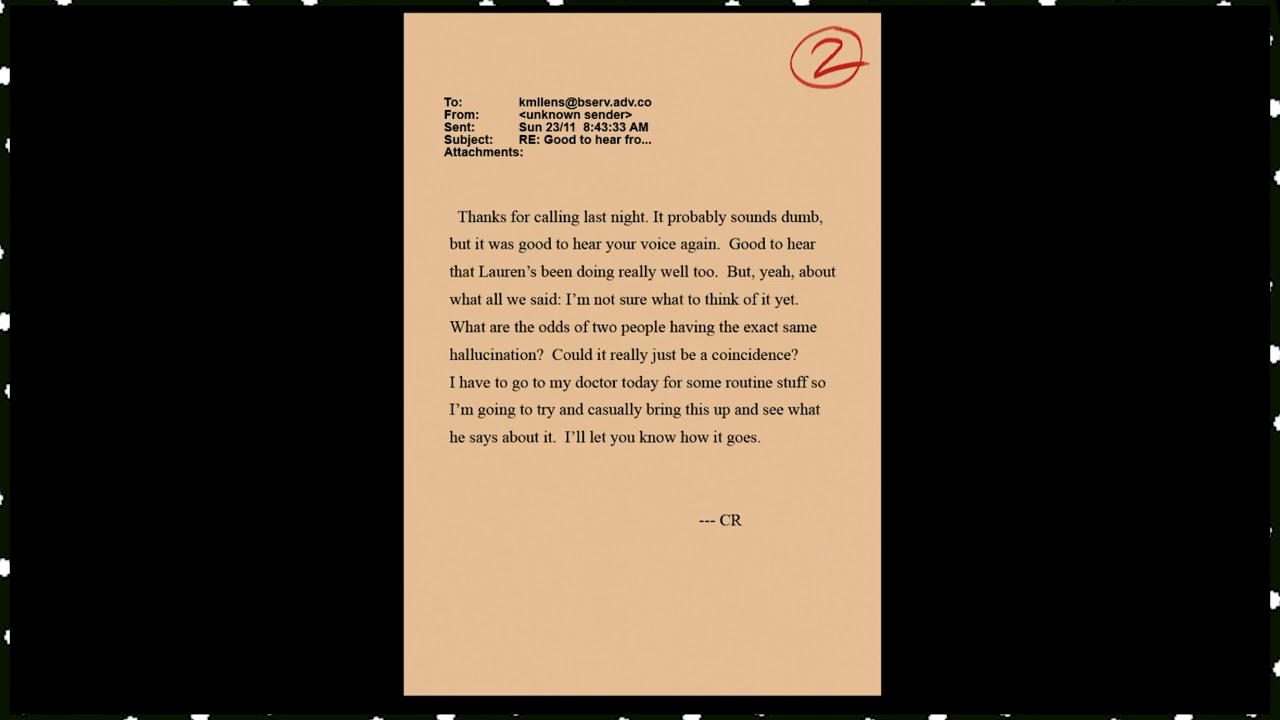 2
To: kmllens@bserv.adv.co
From: <unknown sender>
Sent: Sun 23/11  8:43:33 AM
Subject: RE: Good to hear fro...
Attachments:
Thanks for calling last night. It probably sounds dumb,
but it was good to hear your voice again.  Good to hear
that Lauren’s been doing really well too.  But, yeah, about
what all we said: I’m not sure what to think of it yet.
What are the odds of two people having the exact same
hallucination?  Could it really just be a coincidence?
I have to go to my doctor today for some routine stuff so
I’m going to try and casually bring this up and see what
he says about it.  I’ll let you know how it goes.
--- CR